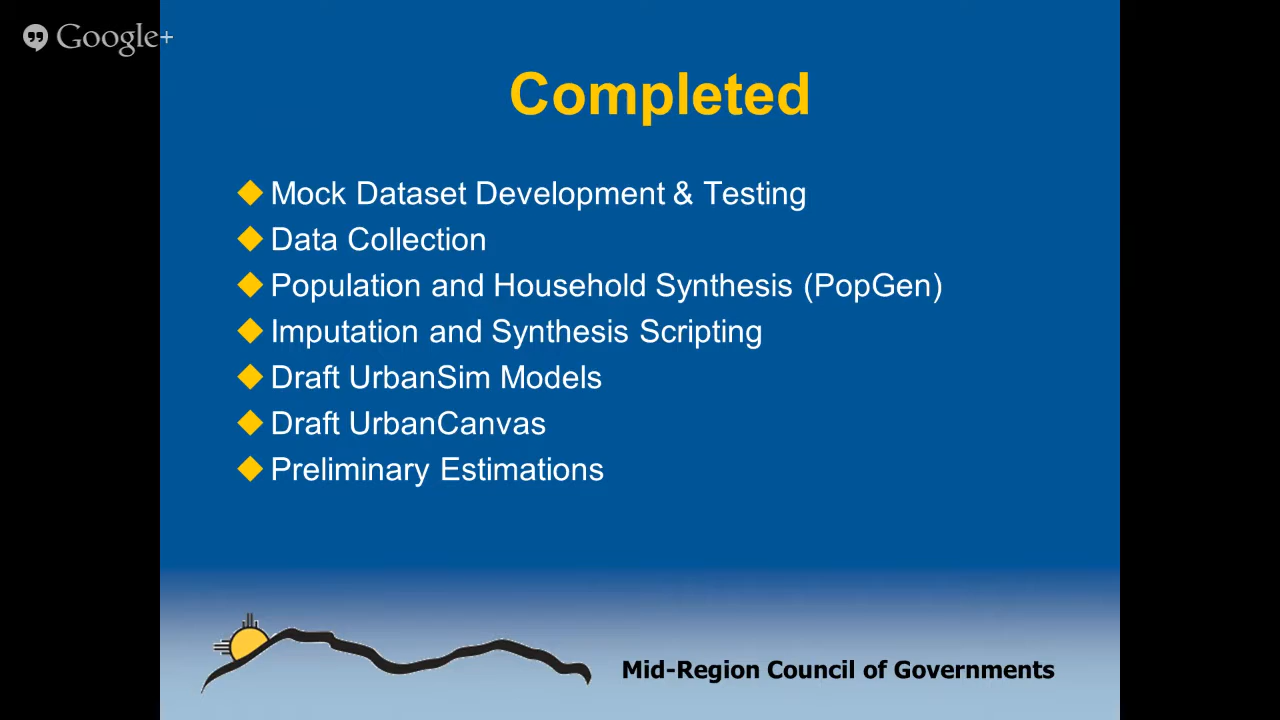 Google+
Completed
Mock Dataset Development & Testing
Data Collection
Population and Household Synthesis (PopGen)
Imputation and Synthesis Scripting
Draft UrbanSim Models
Draft UrbanCanvas
Preliminary Estimations
Mid-Region Council of Governments